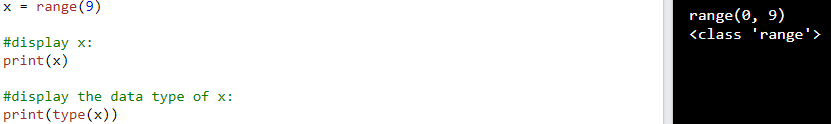 x = range(9)
#display x:
print(x)
#display the data type of x:
print(type(x))
range(0, 9)
<class 'range'>